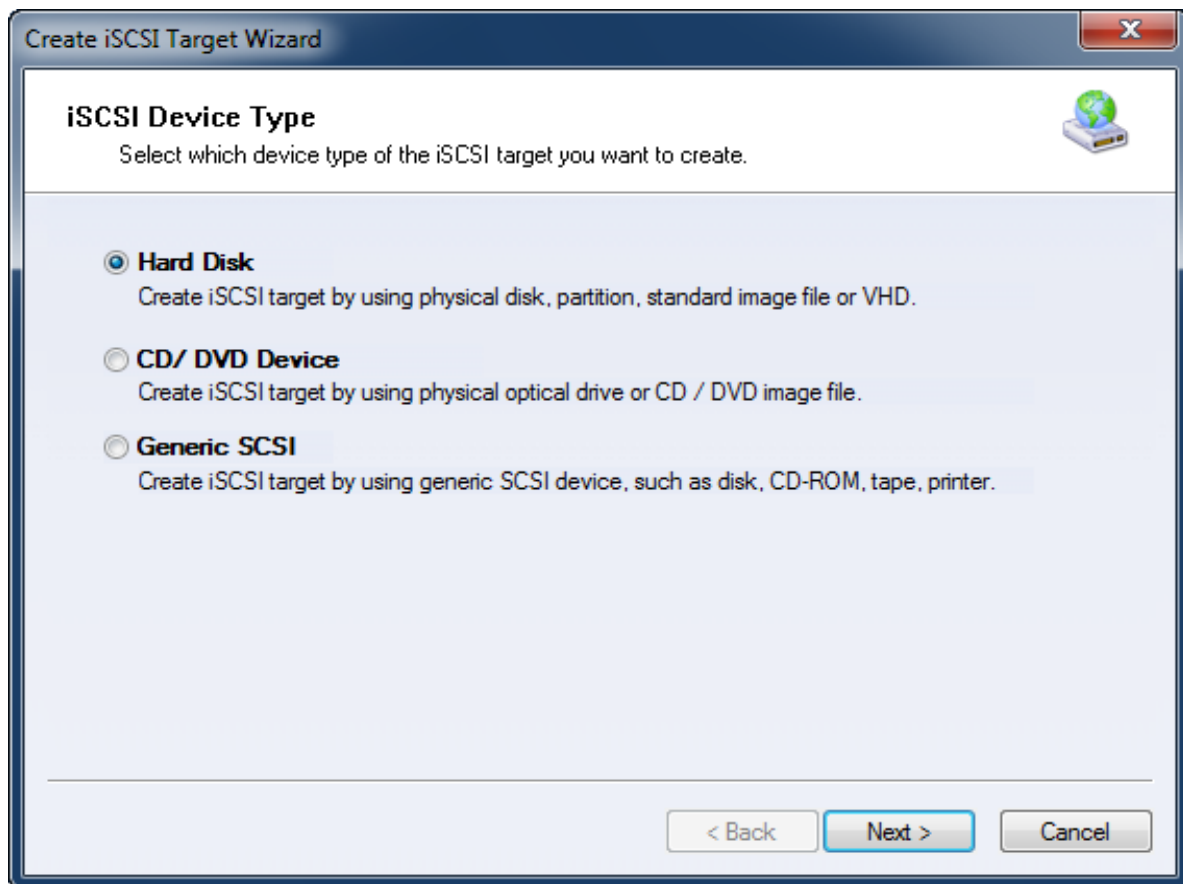 Create iSCSI Target Wizard
iSCSI Device Type
Select which device type of the iSCSI target you want to create.
Hard Disk
Create iSCSI target by using physical disk, partition, standard image file or VHD.
CD/ DVD Device
Create iSCSI target by using physical optical drive or CD / DVD image file.
Generic SCSI
Create iSCSI target by using generic SCSI device, such as disk, CD-ROM, tape, printer.
< Back
Next >
Cancel